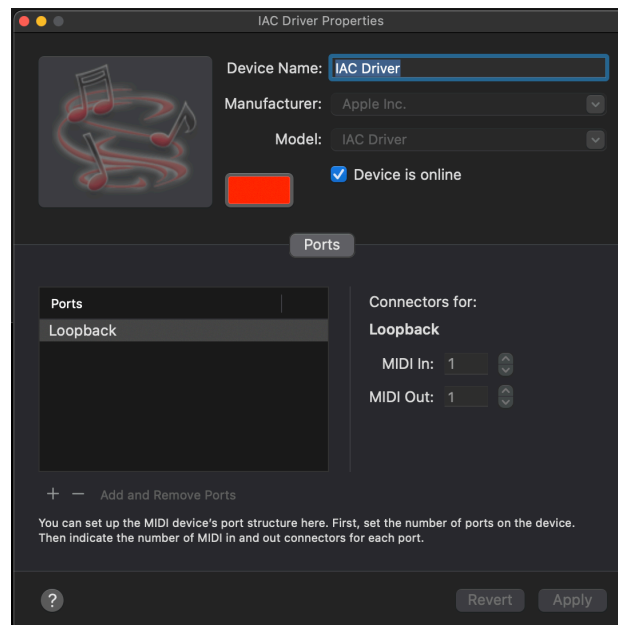 IAC Driver Properties
Device Name: IAC Driver
Manufacturer: Apple Inc.
Model: IAC Driver
Device is online
Ports
Ports
Loopback
Connectors for:
Loopback
MIDI In: 1
MIDI Out: 1
+ − Add and Remove Ports
You can set up the MIDI device's port structure here. First, set the number of ports on the device.
Then indicate the number of MIDI in and out connectors for each port.
? Revert Apply